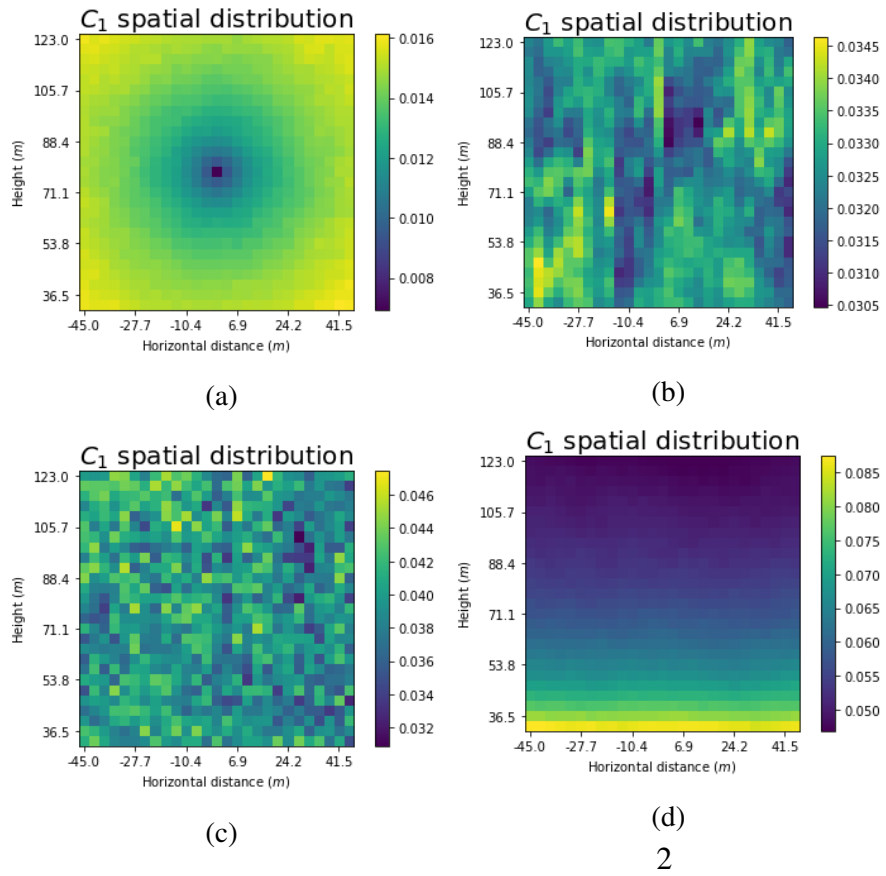 C₁ spatial distribution
123.0
105.7
88.4
71.1
53.8
36.5
Height (m)
-45.0 -27.7 -10.4 6.9 24.2 41.5
Horizontal distance (m)
0.016
0.014
0.012
0.010
0.008
(a)
C₁ spatial distribution
123.0
105.7
88.4
71.1
53.8
36.5
Height (m)
-45.0 -27.7 -10.4 6.9 24.2 41.5
Horizontal distance (m)
0.0345
0.0340
0.0335
0.0330
0.0325
0.0320
0.0315
0.0310
0.0305
(b)
C₁ spatial distribution
123.0
105.7
88.4
71.1
53.8
36.5
Height (m)
-45.0 -27.7 -10.4 6.9 24.2 41.5
Horizontal distance (m)
0.046
0.044
0.042
0.040
0.038
0.036
0.034
0.032
(c)
C₁ spatial distribution
123.0
105.7
88.4
71.1
53.8
36.5
Height (m)
-45.0 -27.7 -10.4 6.9 24.2 41.5
Horizontal distance (m)
0.085
0.080
0.075
0.070
0.065
0.060
0.055
0.050
(d)
2